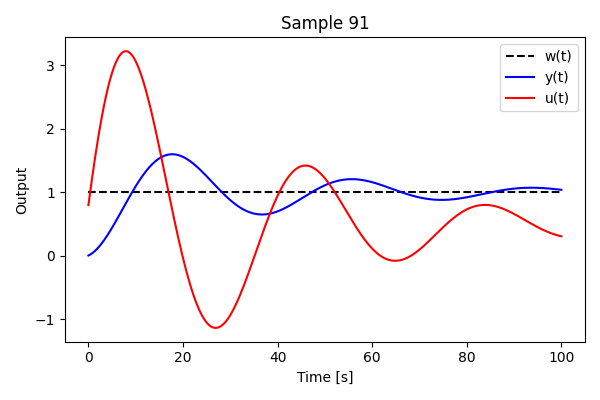 Sample 91
w(t)
y(t)
u(t)
Output
3
2
1
0
−1
0 20 40 60 80 100
Time [s]